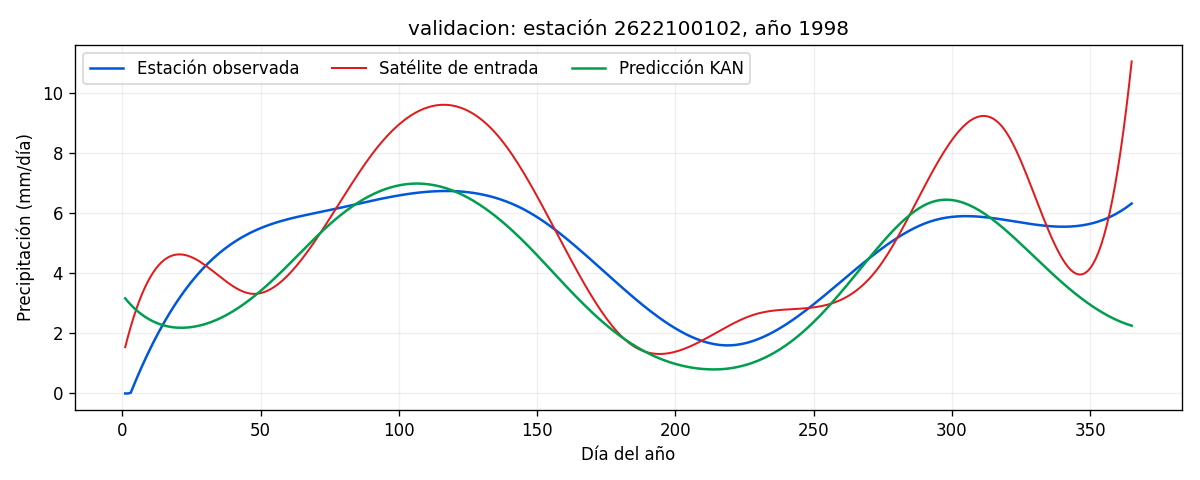 validacion: estación 2622100102, año 1998
Estación observada
Satélite de entrada
Predicción KAN
Precipitación (mm/día)
10
8
6
4
2
0
0 50 100 150 200 250 300 350
Día del año